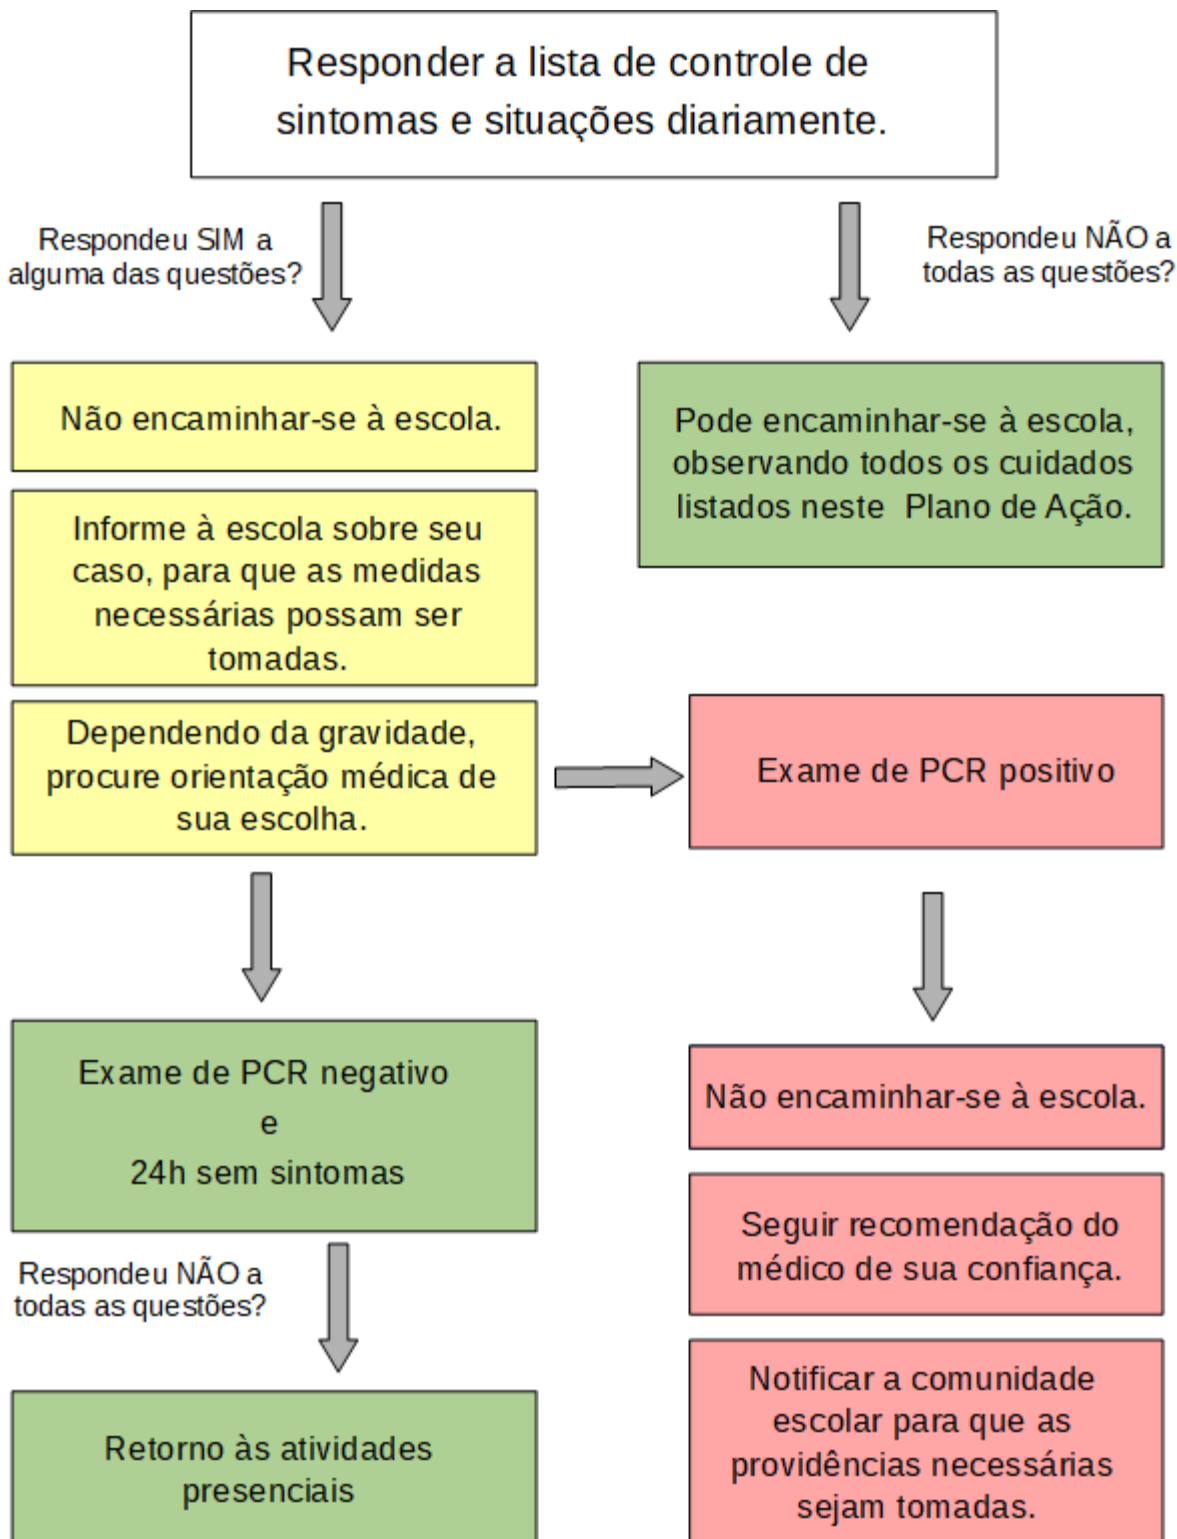 Responder a lista de controle de
sintomas e situações diariamente.
Respondeu SIM a
alguma das questões?
Respondeu NÃO a
todas as questões?
Não encaminhar-se à escola.
Pode encaminhar-se à escola,
observando todos os cuidados
listados neste Plano de Ação.
Informe à escola sobre seu
caso, para que as medidas
necessárias possam ser
tomadas.
Dependendo da gravidade,
procure orientação médica de
sua escolha.
Exame de PCR positivo
Exame de PCR negativo
e
24h sem sintomas
Não encaminhar-se à escola.
Seguir recomendação do
médico de sua confiança.
Respondeu NÃO a
todas as questões?
Retorno às atividades
presenciais
Notificar a comunidade
escolar para que as
providências necessárias
sejam tomadas.